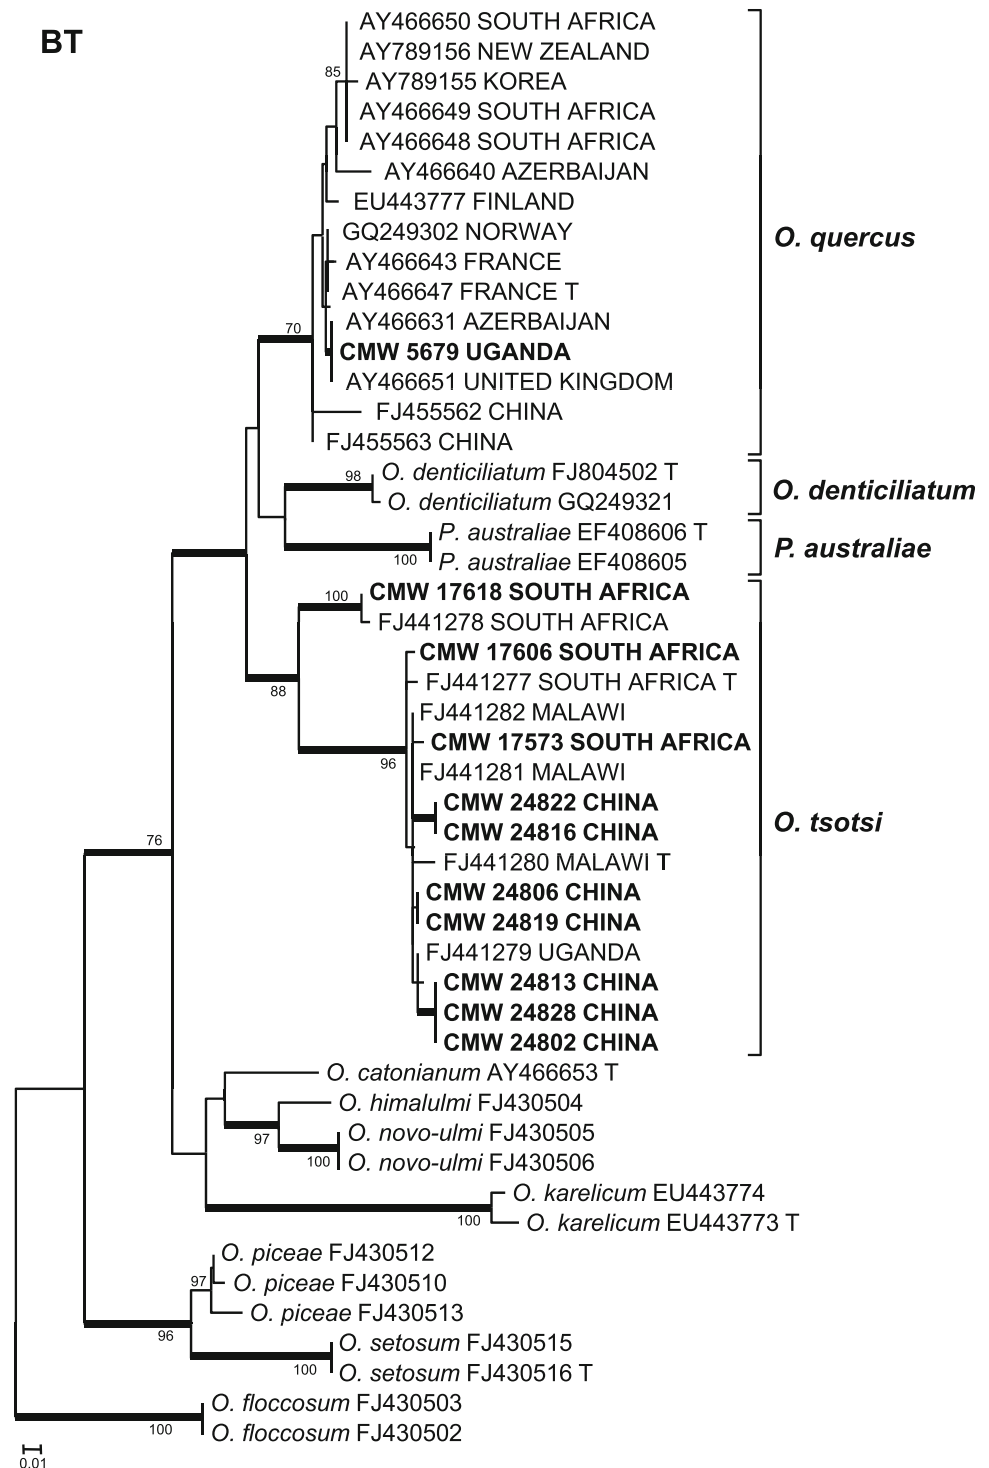 BT
AY466650 SOUTH AFRICA
AY789156 NEW ZEALAND
85
AY789155 KOREA
AY466649 SOUTH AFRICA
AY466648 SOUTH AFRICA
AY466640 AZERBAIJAN
EU443777 FINLAND
GQ249302 NORWAY
O. quercus
AY466643 FRANCE
AY466647 FRANCE T
AY466631 AZERBAIJAN
70
CMW 5679 UGANDA
AY466651 UNITED KINGDOM
FJ455562 CHINA
FJ455563 CHINA
O. denticiliatum FJ804502 T
98
O. denticiliatum
O. denticiliatum GQ249321
P. australiae EF408606 T
P. australiae
100
P. australiae EF408605
CMW 17618 SOUTH AFRICA
100
FJ441278 SOUTH AFRICA
CMW 17606 SOUTH AFRICA
FJ441277 SOUTH AFRICA T
88
FJ441282 MALAWI
CMW 17573 SOUTH AFRICA
96
FJ441281 MALAWI
CMW 24822 CHINA
O. tsotsi
CMW 24816 CHINA
76
FJ441280 MALAWI T
CMW 24806 CHINA
CMW 24819 CHINA
FJ441279 UGANDA
CMW 24813 CHINA
CMW 24828 CHINA
CMW 24802 CHINA
O. catonianum AY466653 T
O. himalulmi FJ430504
97
O. novo-ulmi FJ430505
100
O. novo-ulmi FJ430506
O. karelicum EU443774
100
O. karelicum EU443773 T
O. piceae FJ430512
97
O. piceae FJ430510
O. piceae FJ430513
96
O. setosum FJ430515
100
O. setosum FJ430516 T
O. floccosum FJ430503
100
O. floccosum FJ430502
0.01